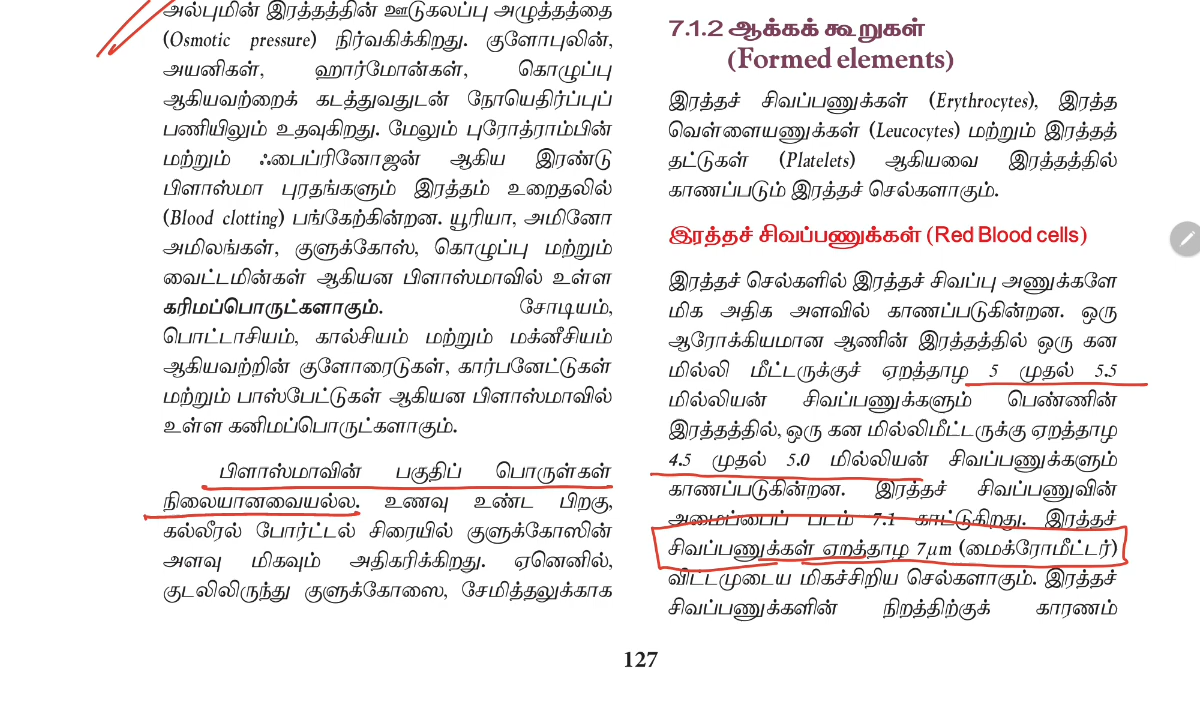 அல்புமின் இரத்தத்தின் ஊடுகலப்பு அழுத்தத்தை
(Osmotic pressure) நிர்வகிக்கிறது. குளோபுலின்,
அயனிகள், ஹார்மோன்கள், கொழுப்பு
ஆகியவற்றைக் கடத்துவதுடன் நோயெதிர்ப்புப்
பணியிலும் உதவுகிறது. மேலும் புரோத்ராம்பின்
மற்றும் ஃபைப்ரினோஜன் ஆகிய இரண்டு
பிளாஸ்மா புரதங்களும் இரத்தம் உறைதலில்
(Blood clotting) பங்கேற்கின்றன. யூரியா, அமினோ
அமிலங்கள், குளுக்கோஸ், கொழுப்பு மற்றும்
வைட்டமின்கள் ஆகியன பிளாஸ்மாவில் உள்ள
கரிமப்பொருட்களாகும். சோடியம்,
பொட்டாசியம், கால்சியம் மற்றும் மக்னீசியம்
ஆகியவற்றின் குளோரைடுகள், கார்பனேட்டுகள்
மற்றும் பாஸ்பேட்டுகள் ஆகியன பிளாஸ்மாவில்
உள்ள கனிமப்பொருட்களாகும்.
பிளாஸ்மாவின் பகுதிப் பொருள்கள்
நிலையானவையல்ல. உணவு உண்ட பிறகு,
கல்லீரல் போர்ட்டல் சிரையில் குளுக்கோஸின்
அளவு மிகவும் அதிகரிக்கிறது. ஏனெனில்,
குடலிலிருந்து குளுக்கோஸை, சேமித்தலுக்காக
7.1.2 ஆக்கக் கூறுகள்
(Formed elements)
இரத்தச் சிவப்பணுக்கள் (Erythrocytes), இரத்த
வெள்ளையணுக்கள் (Leucocytes) மற்றும் இரத்தத்
தட்டுகள் (Platelets) ஆகியவை இரத்தத்தில்
காணப்படும் இரத்தச் செல்களாகும்.
இரத்தச் சிவப்பணுக்கள் (Red Blood cells)
இரத்தச் செல்களில் இரத்தச் சிவப்பு அணுக்களே
மிக அதிக அளவில் காணப்படுகின்றன. ஒரு
ஆரோக்கியமான ஆணின் இரத்தத்தில் ஒரு கன
மில்லி மீட்டருக்குச் ஏறத்தாழ 5 முதல் 5.5
மில்லியன் சிவப்பணுக்களும் பெண்ணின்
இரத்தத்தில், ஒரு கன மில்லிமீட்டருக்கு ஏறத்தாழ
4.5 முதல் 5.0 மில்லியன் சிவப்பணுக்களும்
காணப்படுகின்றன. இரத்தச் சிவப்பணுவின்
அமைப்பைப் படம் 7.1 காட்டுகிறது. இரத்தச்
சிவப்பணுக்கள் ஏறத்தாழ 7μm (மைக்ரோமீட்டர்)
விட்டமுடைய மிகச்சிறிய செல்களாகும். இரத்தச்
சிவப்பணுக்களின் நிறத்திற்குக் காரணம்
127